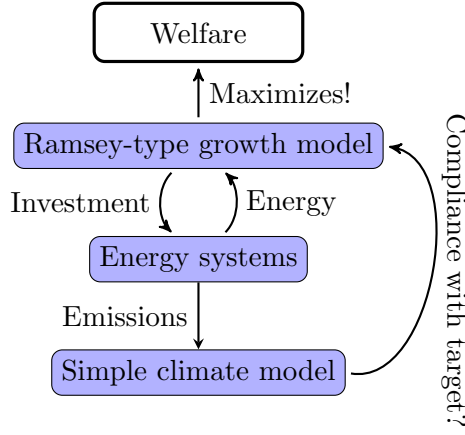 Welfare
Maximizes!
Ramsey-type growth model
Investment
Energy
Energy systems
Emissions
Simple climate model
Compliance with target?